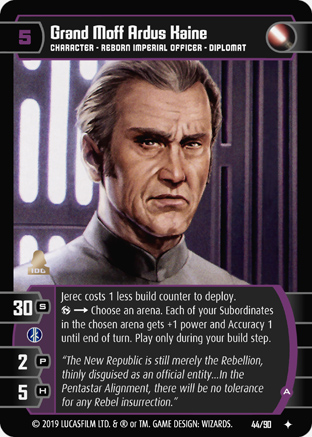 5
Grand Moff Ardus Kaine
CHARACTER - REBORN IMPERIAL OFFICER - DIPLOMAT
Jerec costs 1 less build counter to deploy.
→ Choose an arena. Each of your Subordinates
in the chosen arena gets +1 power and Accuracy 1
until end of turn. Play only during your build step.
30 S
2 P
5 H
“The New Republic is still merely the Rebellion,
thinly disguised as an official entity...In the
Pentastar Alignment, there will be no tolerance
for any Rebel insurrection.”
A
© 2019 LUCASFILM LTD. & ® or TM. GAME DESIGN: WIZARDS.
44/90